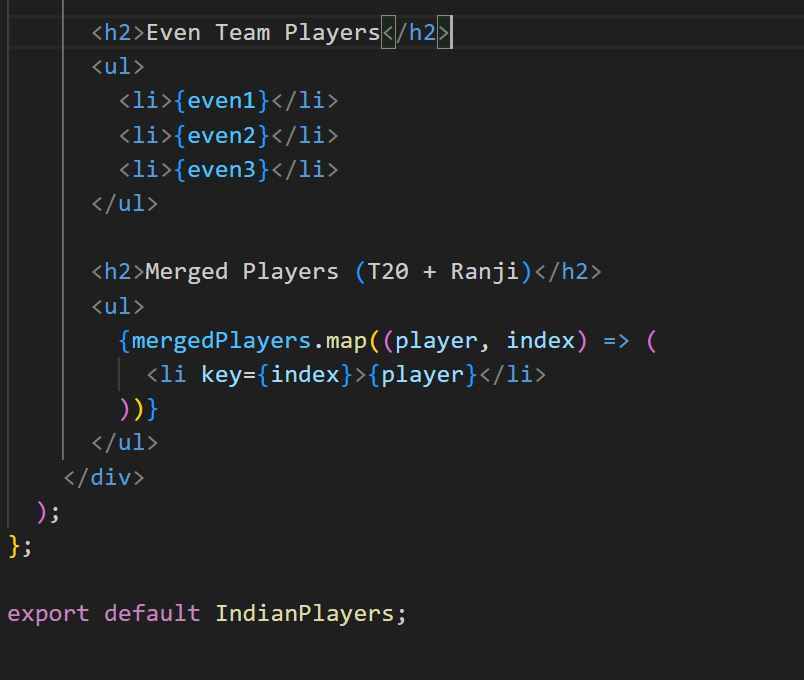 <h2>Even Team Players</h2>
<ul>
<li>{even1}</li>
<li>{even2}</li>
<li>{even3}</li>
</ul>
<h2>Merged Players (T20 + Ranji)</h2>
<ul>
{mergedPlayers.map((player, index) => (
<li key={index}>{player}</li>
))}
</ul>
</div>
);
};
export default IndianPlayers;